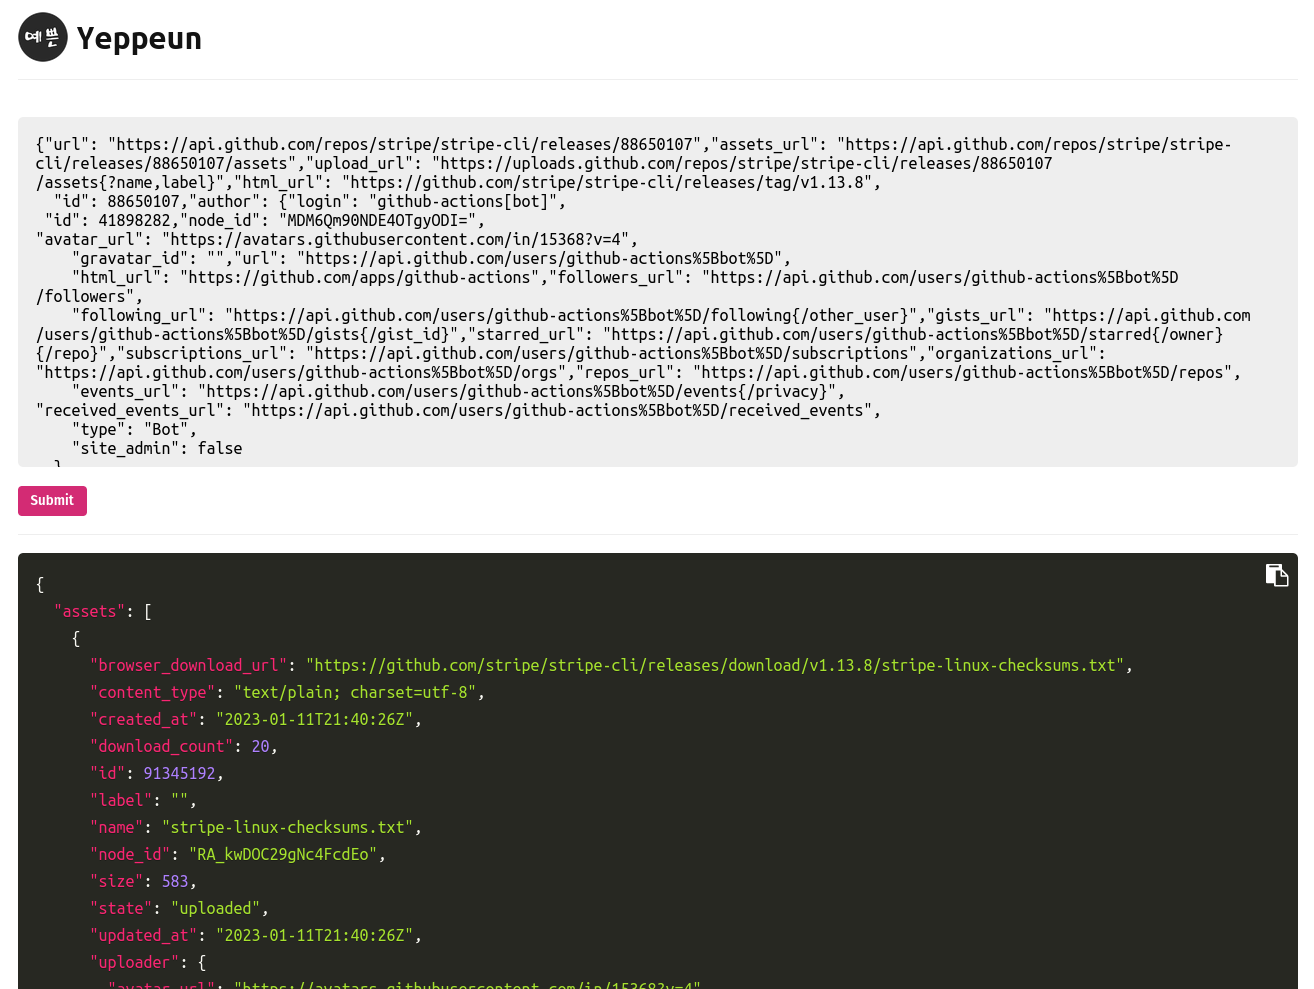 예쁜 Yeppeun
{"url": "https://api.github.com/repos/stripe/stripe-cli/releases/88650107","assets_url": "https://api.github.com/repos/stripe/stripe-
cli/releases/88650107/assets","upload_url": "https://uploads.github.com/repos/stripe/stripe-cli/releases/88650107
/assets{?name,label}","html_url": "https://github.com/stripe/stripe-cli/releases/tag/v1.13.8",
  "id": 88650107,"author": {"login": "github-actions[bot]",
 "id": 41898282,"node_id": "MDM6Qm90NDE4OTgyODI=",
"avatar_url": "https://avatars.githubusercontent.com/in/15368?v=4",
    "gravatar_id": "","url": "https://api.github.com/users/github-actions%5Bbot%5D",
    "html_url": "https://github.com/apps/github-actions","followers_url": "https://api.github.com/users/github-actions%5Bbot%5D
/followers",
    "following_url": "https://api.github.com/users/github-actions%5Bbot%5D/following{/other_user}","gists_url": "https://api.github.com
/users/github-actions%5Bbot%5D/gists{/gist_id}","starred_url": "https://api.github.com/users/github-actions%5Bbot%5D/starred{/owner}
{/repo}","subscriptions_url": "https://api.github.com/users/github-actions%5Bbot%5D/subscriptions","organizations_url":
"https://api.github.com/users/github-actions%5Bbot%5D/orgs","repos_url": "https://api.github.com/users/github-actions%5Bbot%5D/repos",
    "events_url": "https://api.github.com/users/github-actions%5Bbot%5D/events{/privacy}",
"received_events_url": "https://api.github.com/users/github-actions%5Bbot%5D/received_events",
    "type": "Bot",
    "site_admin": false
  }
Submit
{
  "assets": [
    {
      "browser_download_url": "https://github.com/stripe/stripe-cli/releases/download/v1.13.8/stripe-linux-checksums.txt",
      "content_type": "text/plain; charset=utf-8",
      "created_at": "2023-01-11T21:40:26Z",
      "download_count": 20,
      "id": 91345192,
      "label": "",
      "name": "stripe-linux-checksums.txt",
      "node_id": "RA_kwDOC29gNc4FcdEo",
      "size": 583,
      "state": "uploaded",
      "updated_at": "2023-01-11T21:40:26Z",
      "uploader": {
        "avatar_url": "https://avatars.githubusercontent.com/in/15368?v=4"